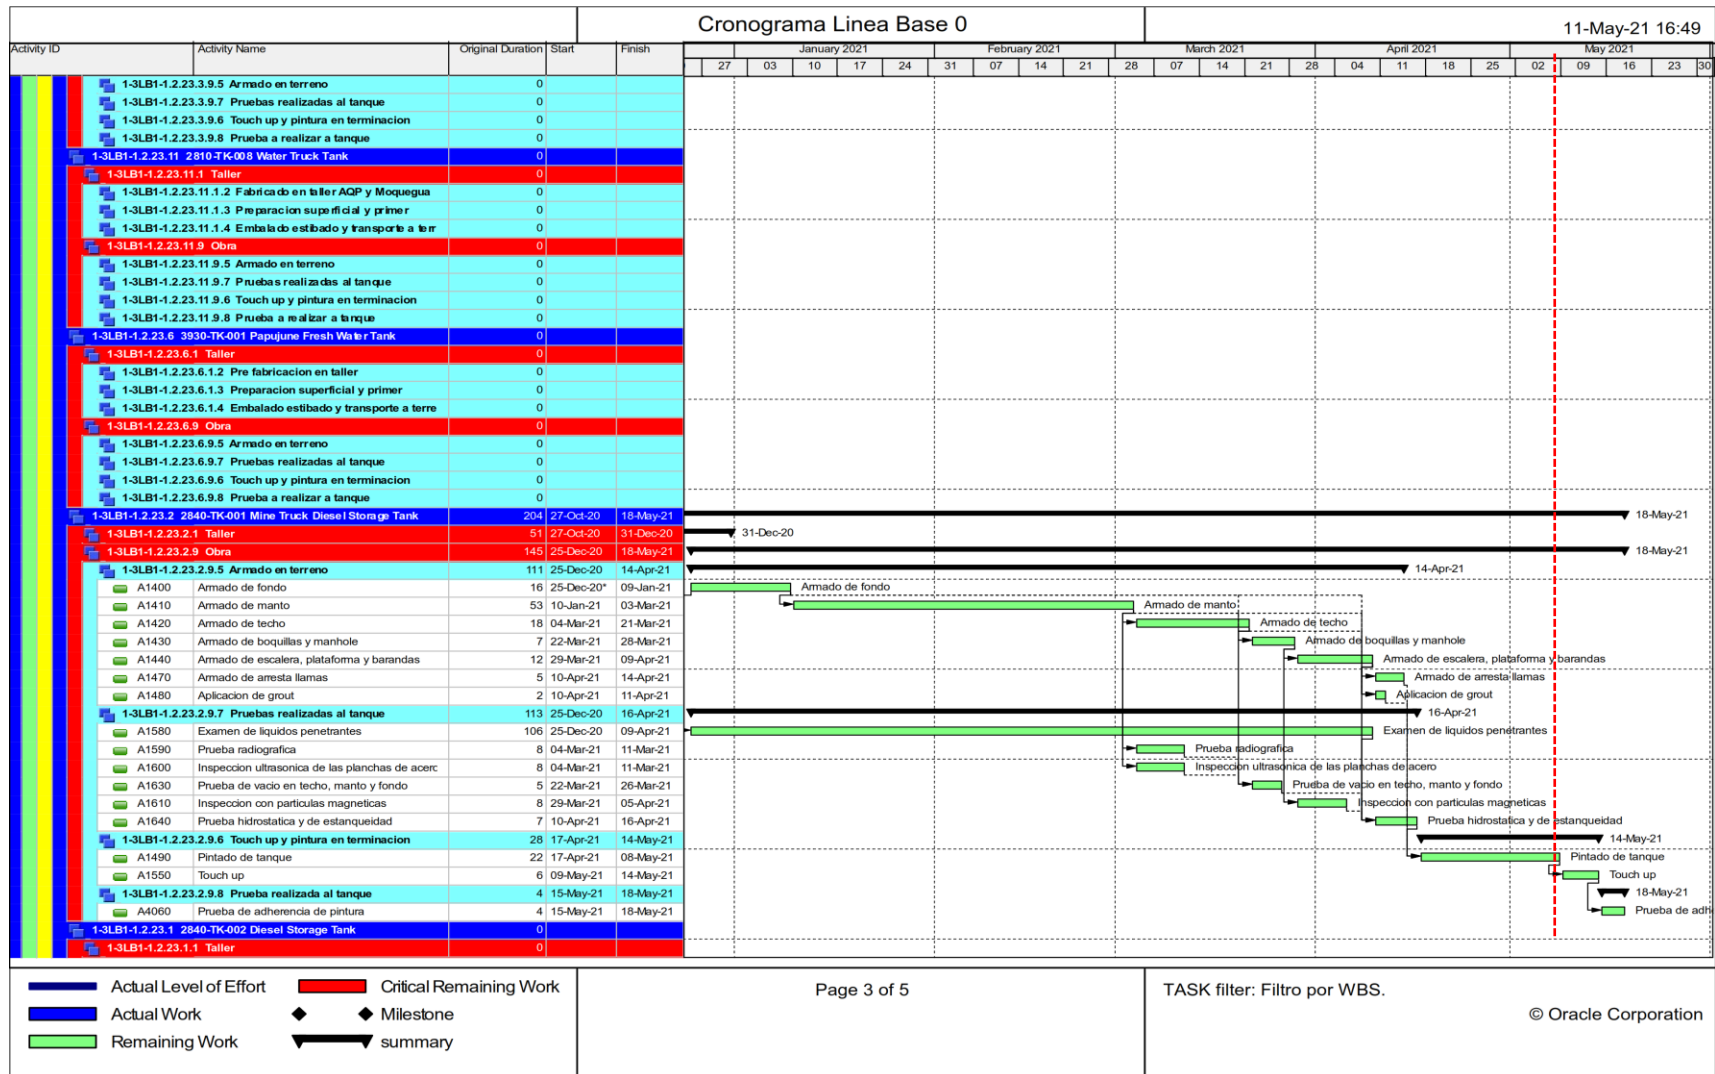 Cronograma Linea Base 0
11-May-21 16:49
Activity ID Activity Name Original Duration Start Finish January 2021 February 2021 March 2021 April 2021 May 2021
27 03 10 17 24 31 07 14 21 28 07 14 21 28 04 11 18 25 02 09 16 23 30
1-3LB1-1.2.23.3.9.5 Armado en terreno 0
1-3LB1-1.2.23.3.9.7 Pruebas realizadas al tanque 0
1-3LB1-1.2.23.3.9.6 Touch up y pintura en terminacion 0
1-3LB1-1.2.23.3.9.8 Prueba a realizar a tanque 0
1-3LB1-1.2.23.11 2810-TK-008 Water Truck Tank 0
1-3LB1-1.2.23.11.1 Taller 0
1-3LB1-1.2.23.11.1.2 Fabricado en taller AQP y Moquegua 0
1-3LB1-1.2.23.11.1.3 Preparacion superficial y primer 0
1-3LB1-1.2.23.11.1.4 Embalado estibado y transporte a terr 0
1-3LB1-1.2.23.11.9 Obra 0
1-3LB1-1.2.23.11.9.5 Armado en terreno 0
1-3LB1-1.2.23.11.9.7 Pruebas realizadas al tanque 0
1-3LB1-1.2.23.11.9.6 Touch up y pintura en terminacion 0
1-3LB1-1.2.23.11.9.8 Prueba a realizar a tanque 0
1-3LB1-1.2.23.6 3930-TK-001 Papujune Fresh Water Tank 0
1-3LB1-1.2.23.6.1 Taller 0
1-3LB1-1.2.23.6.1.2 Pre fabricacion en taller 0
1-3LB1-1.2.23.6.1.3 Preparacion superficial y primer 0
1-3LB1-1.2.23.6.1.4 Embalado estibado y transporte a terre 0
1-3LB1-1.2.23.6.9 Obra 0
1-3LB1-1.2.23.6.9.5 Armado en terreno 0
1-3LB1-1.2.23.6.9.7 Pruebas realizadas al tanque 0
1-3LB1-1.2.23.6.9.6 Touch up y pintura en terminacion 0
1-3LB1-1.2.23.6.9.8 Prueba a realizar a tanque 0
1-3LB1-1.2.23.2 2840-TK-001 Mine Truck Diesel Storage Tank 204 27-Oct-20 18-May-21 18-May-21
1-3LB1-1.2.23.2.1 Taller 51 27-Oct-20 31-Dec-20 31-Dec-20
1-3LB1-1.2.23.2.9 Obra 145 25-Dec-20 18-May-21 18-May-21
1-3LB1-1.2.23.2.9.5 Armado en terreno 111 25-Dec-20 14-Apr-21 14-Apr-21
A1400 Armado de fondo 16 25-Dec-20* 09-Jan-21 Armado de fondo
A1410 Armado de manto 53 10-Jan-21 03-Mar-21 Armado de manto
A1420 Armado de techo 18 04-Mar-21 21-Mar-21 Armado de techo
A1430 Armado de boquillas y manhole 7 22-Mar-21 28-Mar-21 Armado de boquillas y manhole
A1440 Armado de escalera, plataforma y barandas 12 29-Mar-21 09-Apr-21 Armado de escalera, plataforma y barandas
A1470 Armado de arresta llamas 5 10-Apr-21 14-Apr-21 Armado de arresta llamas
A1480 Aplicacion de grout 2 10-Apr-21 11-Apr-21 Aplicacion de grout
1-3LB1-1.2.23.2.9.7 Pruebas realizadas al tanque 113 25-Dec-20 16-Apr-21 16-Apr-21
A1580 Examen de liquidos penetrantes 106 25-Dec-20 09-Apr-21 Examen de liquidos penetrantes
A1590 Prueba radiografica 8 04-Mar-21 11-Mar-21 Prueba radiografica
A1600 Inspeccion ultrasonica de las planchas de acerc 8 04-Mar-21 11-Mar-21 Inspeccion ultrasonica de las planchas de acero
A1630 Prueba de vacio en techo, manto y fondo 5 22-Mar-21 26-Mar-21 Prueba de vacio en techo, manto y fondo
A1610 Inspeccion con particulas magneticas 8 29-Mar-21 05-Apr-21 Inspeccion con particulas magneticas
A1640 Prueba hidrostatica y de estanqueidad 7 10-Apr-21 16-Apr-21 Prueba hidrostatica y de estanqueidad
1-3LB1-1.2.23.2.9.6 Touch up y pintura en terminacion 28 17-Apr-21 14-May-21 14-May-21
A1490 Pintado de tanque 22 17-Apr-21 08-May-21 Pintado de tanque
A1550 Touch up 6 09-May-21 14-May-21 Touch up
1-3LB1-1.2.23.2.9.8 Prueba realizada al tanque 4 15-May-21 18-May-21 18-May-21
A4060 Prueba de adherencia de pintura 4 15-May-21 18-May-21 Prueba de adh
1-3LB1-1.2.23.1 2840-TK-002 Diesel Storage Tank 0
1-3LB1-1.2.23.1.1 Taller 0
Actual Level of Effort Critical Remaining Work
Actual Work Milestone
Remaining Work summary
Page 3 of 5
TASK filter: Filtro por WBS.
© Oracle Corporation